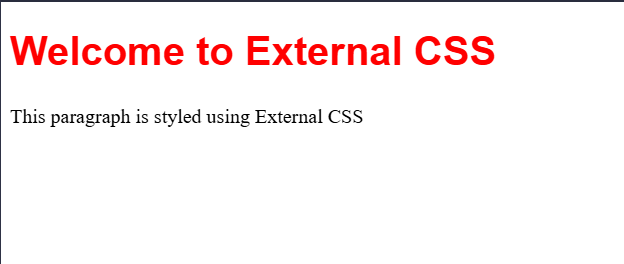 Welcome to External CSS
This paragraph is styled using External CSS